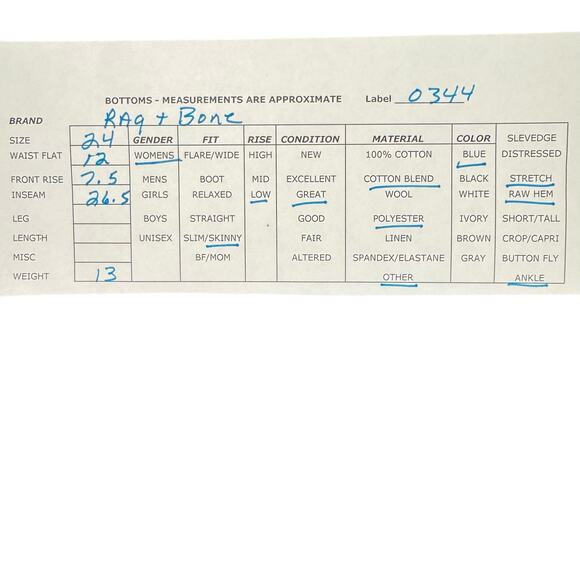 BOTTOMS - MEASUREMENTS ARE APPROXIMATE Label 0344
BRAND RAg + Bone
SIZE 24 GENDER FIT RISE CONDITION MATERIAL COLOR SLEVEDGE
WAIST FLAT 12 WOMENS FLARE/WIDE HIGH NEW 100% COTTON BLUE DISTRESSED
FRONT RISE 7.5 MENS BOOT MID EXCELLENT COTTON BLEND BLACK STRETCH
INSEAM 26.5 GIRLS RELAXED LOW GREAT WOOL WHITE RAW HEM
LEG BOYS STRAIGHT GOOD POLYESTER IVORY SHORT/TALL
LENGTH UNISEX SLIM/SKINNY FAIR LINEN BROWN CROP/CAPRI
MISC BF/MOM ALTERED SPANDEX/ELASTANE GRAY BUTTON FLY
WEIGHT 13 OTHER ANKLE